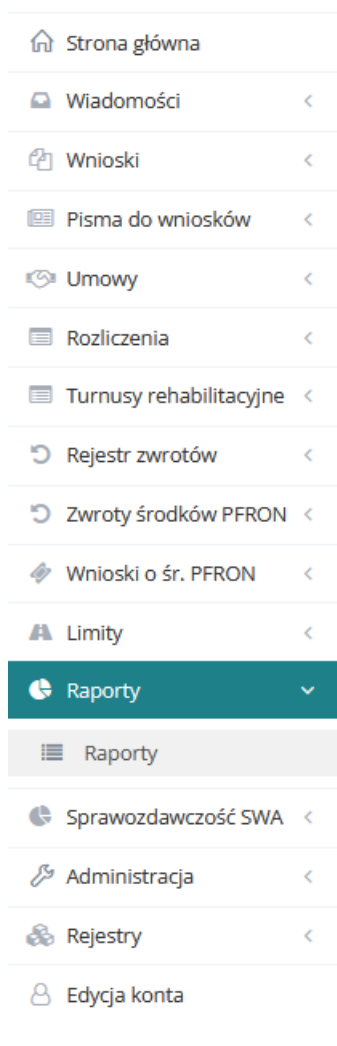 Strona główna
Wiadomości
Wnioski
Pisma do wniosków
Umowy
Rozliczenia
Turnusy rehabilitacyjne
Rejestr zwrotów
Zwroty środków PFRON
Wnioski o śr. PFRON
Limity
Raporty
Raporty
Sprawozdawczość SWA
Administracja
Rejestry
Edycja konta